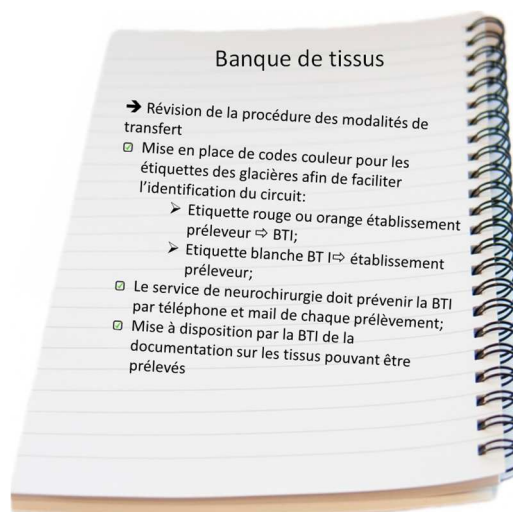 Banque de tissus
➔ Révision de la procédure des modalités de
transfert
☑ Mise en place de codes couleur pour les
étiquettes des glacières afin de faciliter
l'identification du circuit:
➢ Etiquette rouge ou orange établissement
préleveur ⇨ BTI;
➢ Etiquette blanche BT I⇨ établissement
préleveur;
☑ Le service de neurochirurgie doit prévenir la BTI
par téléphone et mail de chaque prélèvement;
☑ Mise à disposition par la BTI de la
documentation sur les tissus pouvant être
prélevés